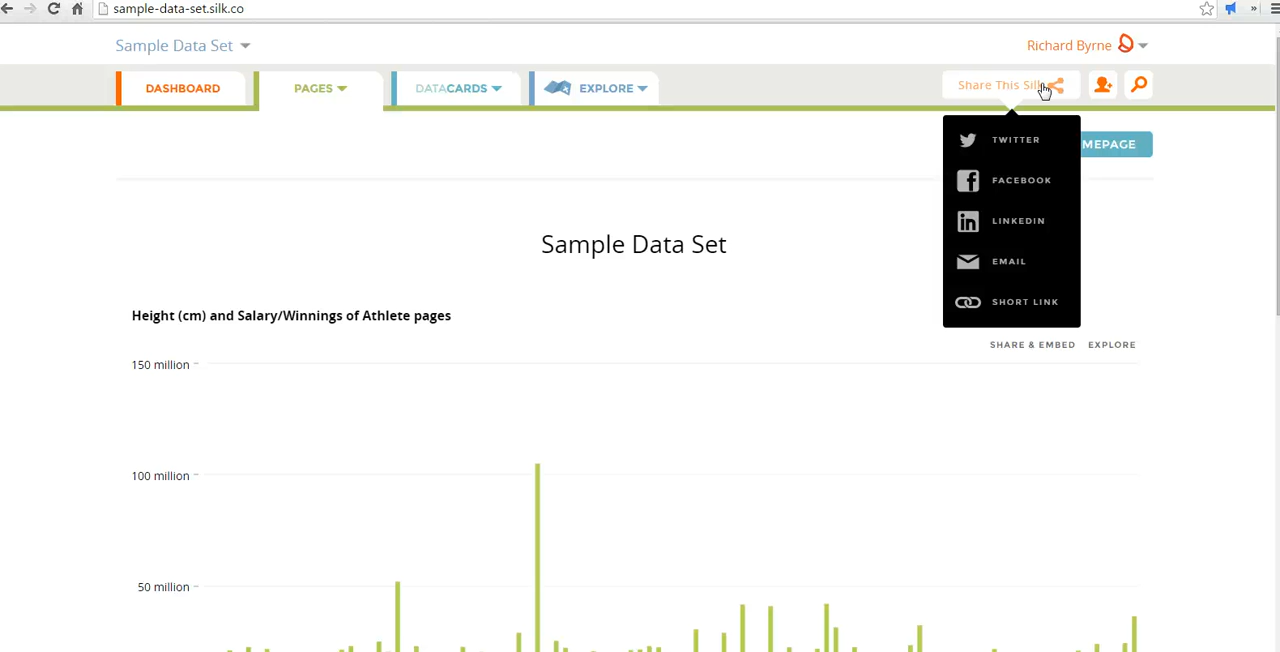 sample-data-set.silk.co
Sample Data Set
Richard Byrne
DASHBOARD
PAGES
DATACARDS
EXPLORE
Share This
TWITTER
MEPAGE
FACEBOOK
LINKEDIN
EMAIL
SHORT LINK
Sample Data Set
Height (cm) and Salary/Winnings of Athlete pages
SHARE & EMBED EXPLORE
150 million
100 million
50 million